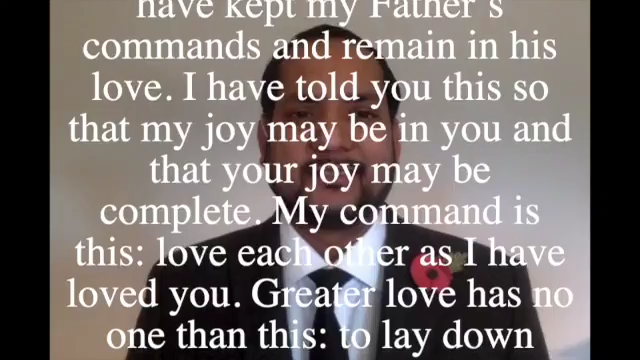 have kept my Father's
commands and remain in his
love. I have told you this so
that my joy may be in you and
that your joy may be
complete. My command is
this: love each other as I have
loved you. Greater love has no
one than this: to lay down